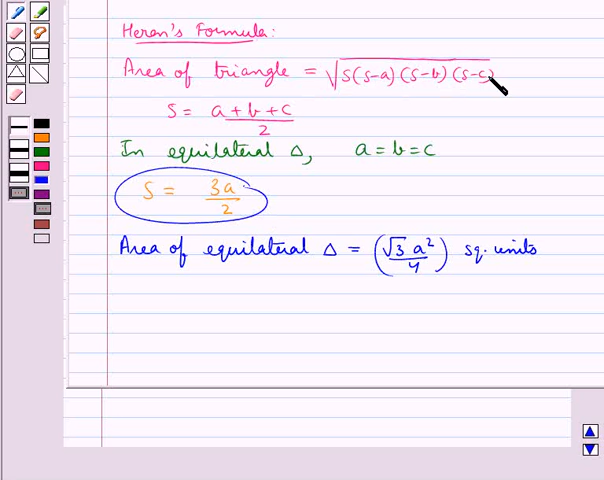 Heron's Formula:
Area of triangle = √s(s-a)(s-b)(s-c)
s = a+b+c/2
In equilateral Δ, a=b=c
s = 3a/2
Area of equilateral Δ = (√3 a²/4) sq. units